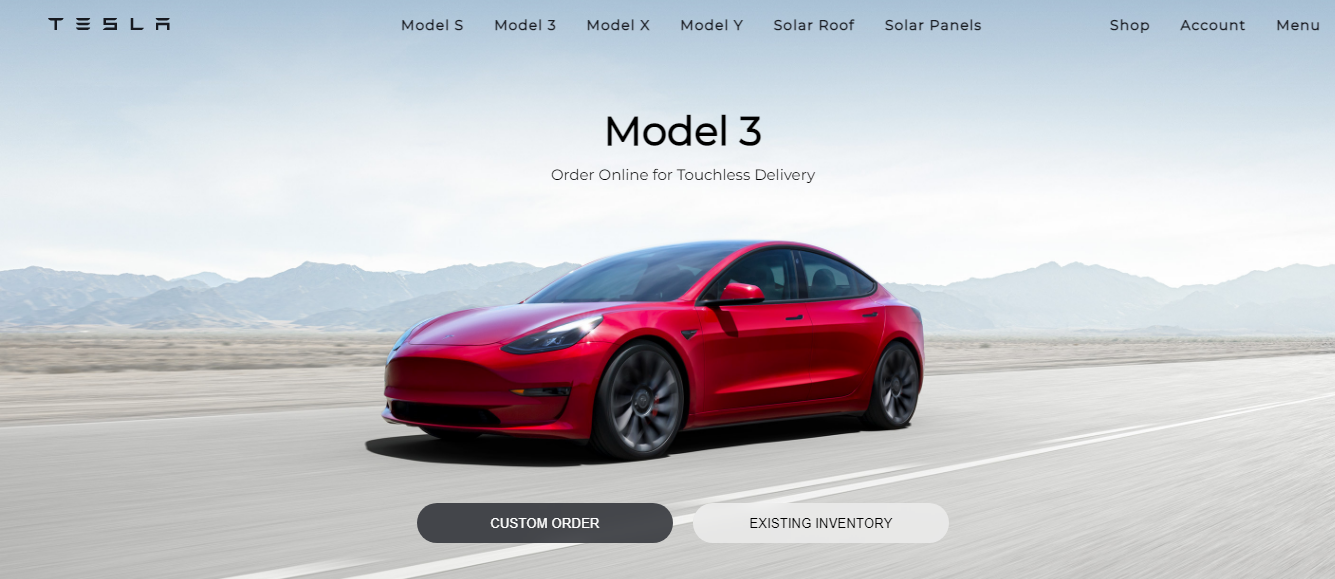 TESLA Model S Model 3 Model X Model Y Solar Roof Solar Panels Shop Account Menu
Model 3
Order Online for Touchless Delivery
CUSTOM ORDER EXISTING INVENTORY